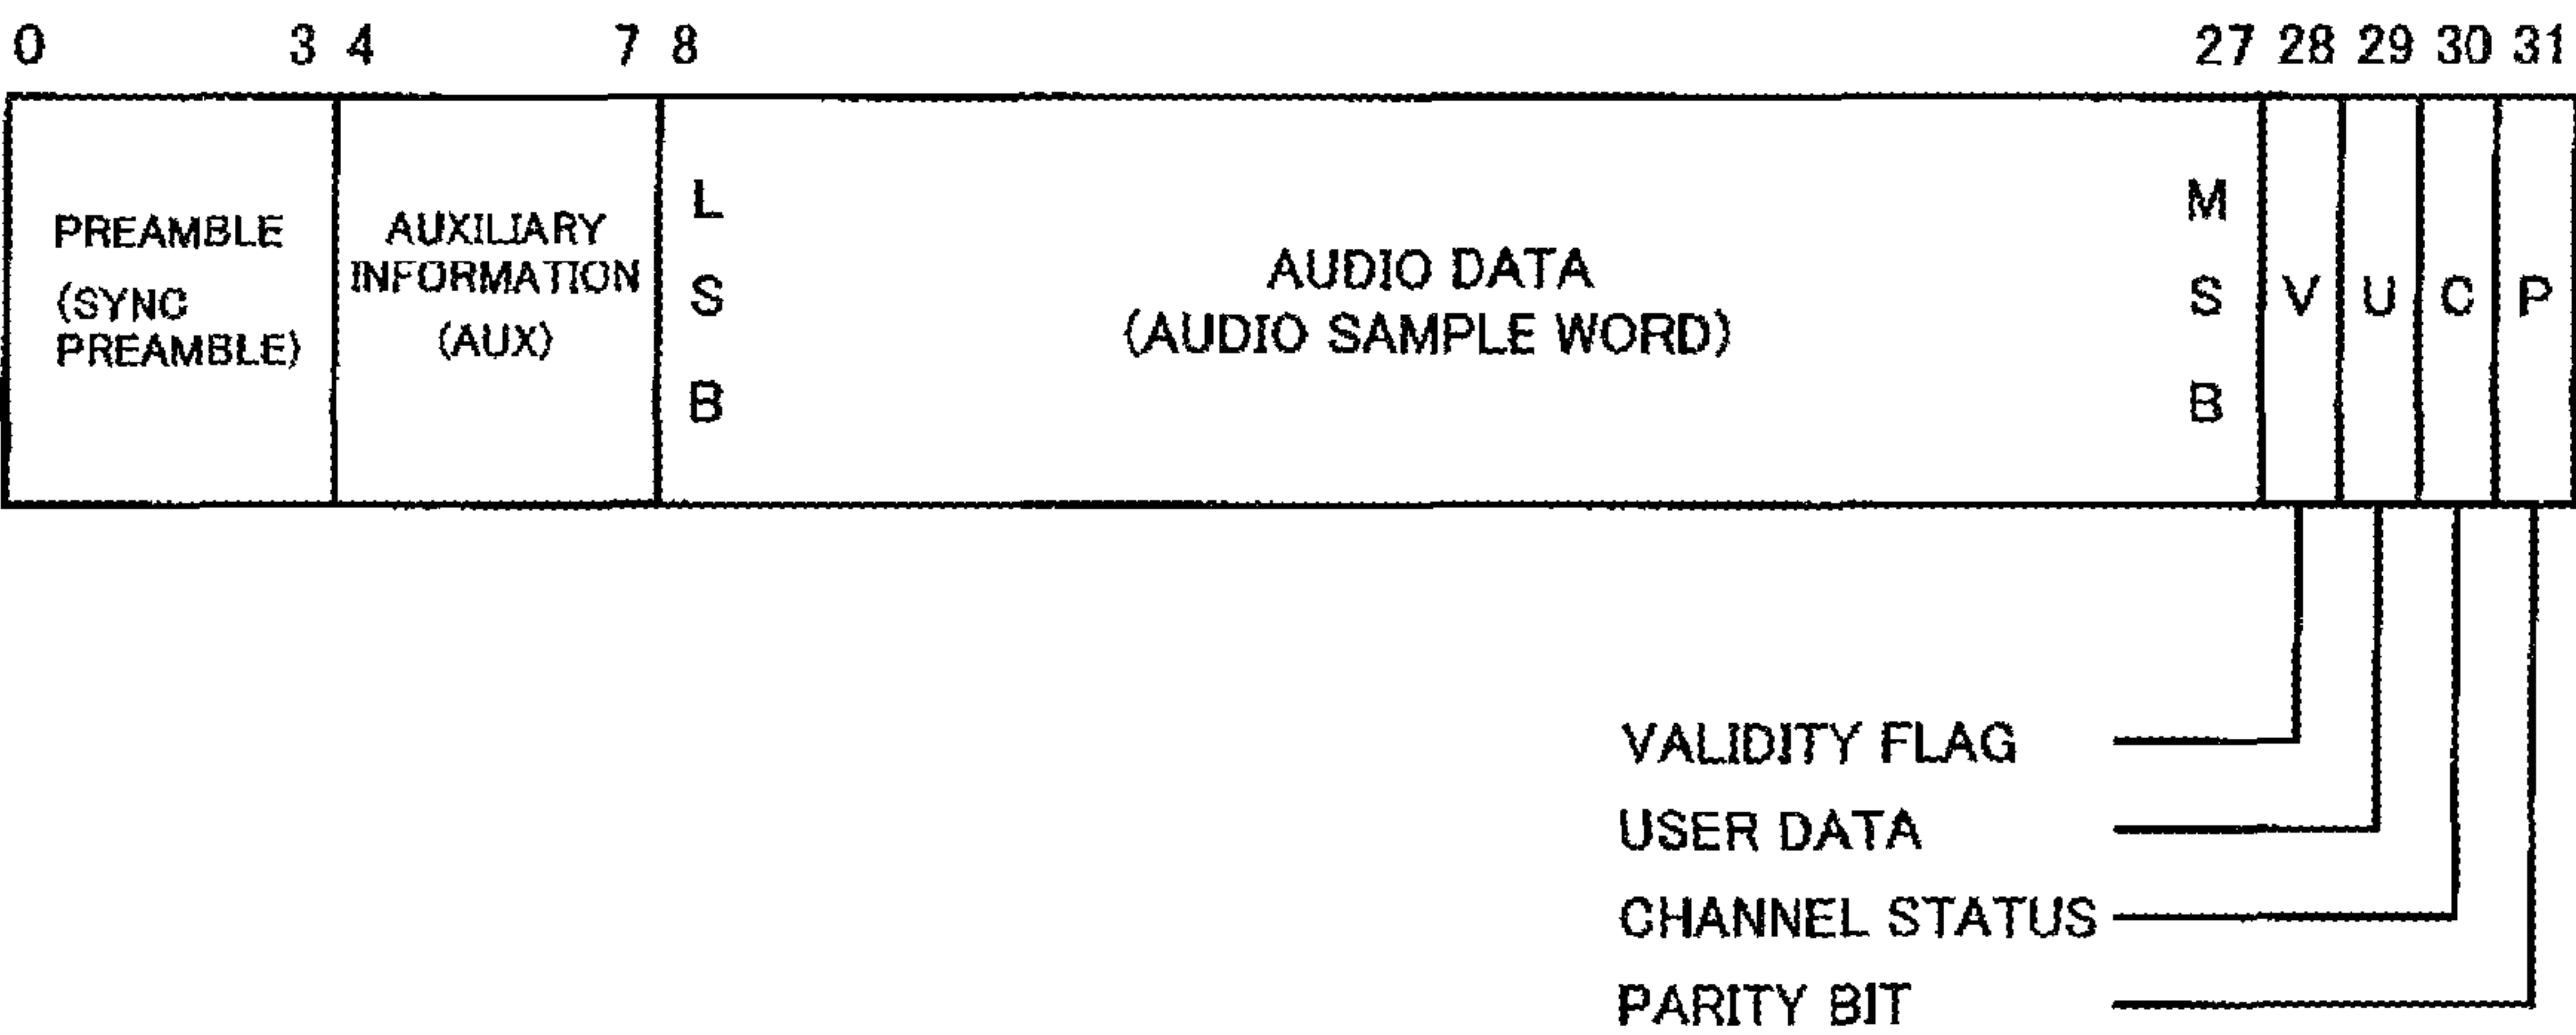 0 3 4 7 8 27 28 29 30 31
PREAMBLE
(SYNC
PREAMBLE)
AUXILIARY
INFORMATION
(AUX)
L
S
B
AUDIO DATA
(AUDIO SAMPLE WORD)
M
S
B
V U C P
VALIDITY FLAG
USER DATA
CHANNEL STATUS
PARITY BIT